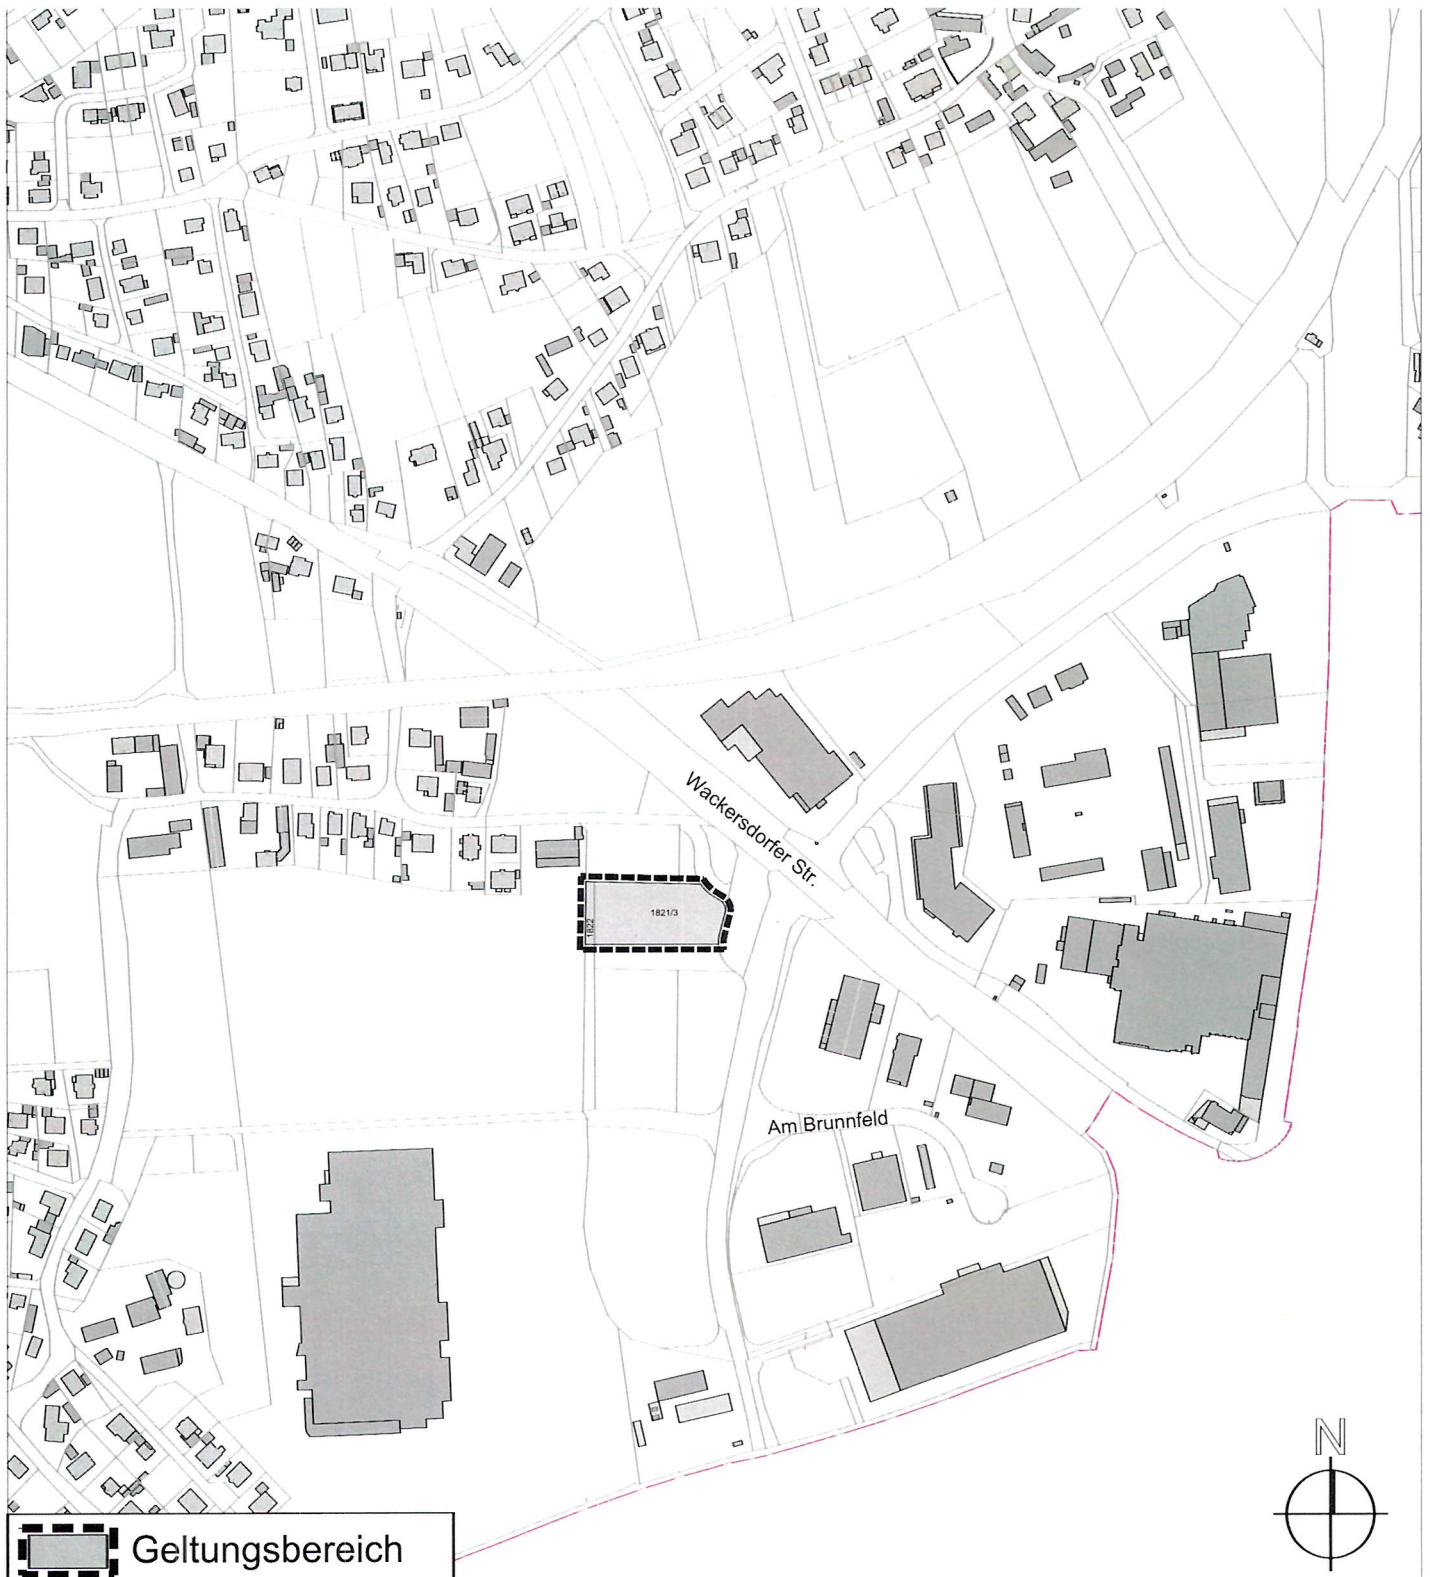 Wackersdorfer Str.
1821/3
1822
Am Brunnfeld
N
Geltungsbereich